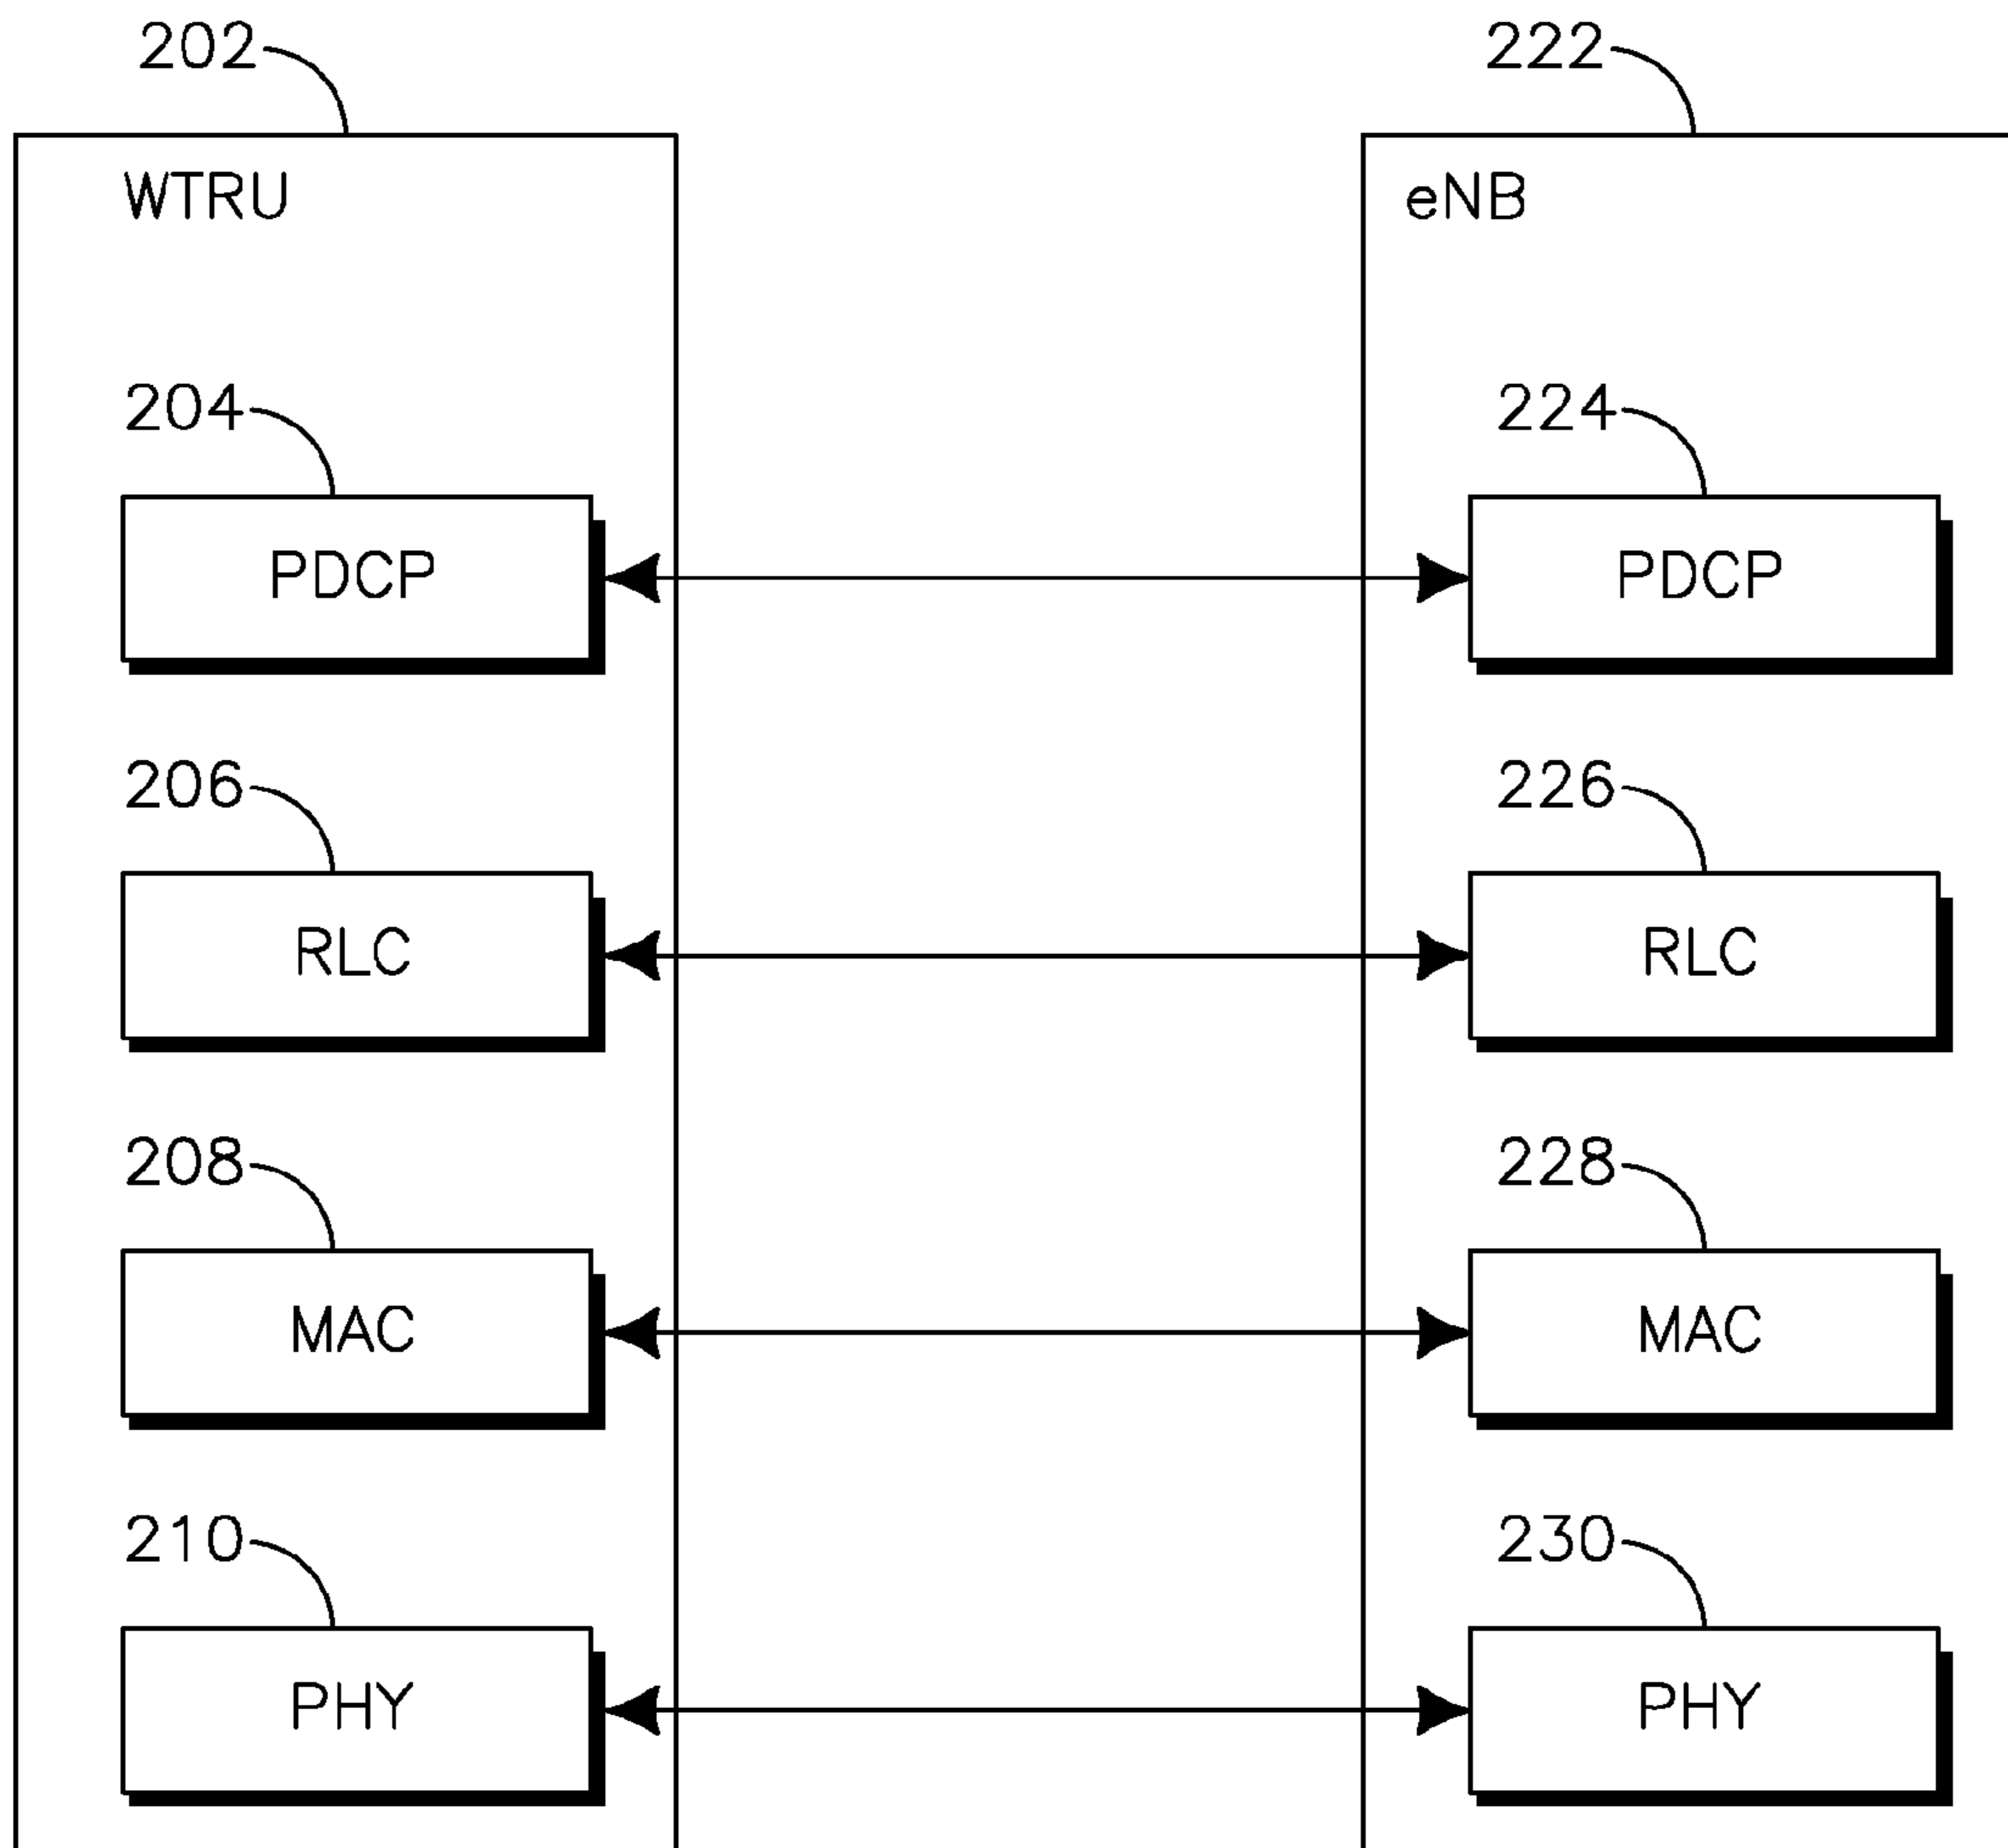 202 222
WTRU eNB
204 224
PDCP PDCP
206 226
RLC RLC
208 228
MAC MAC
210 230
PHY PHY